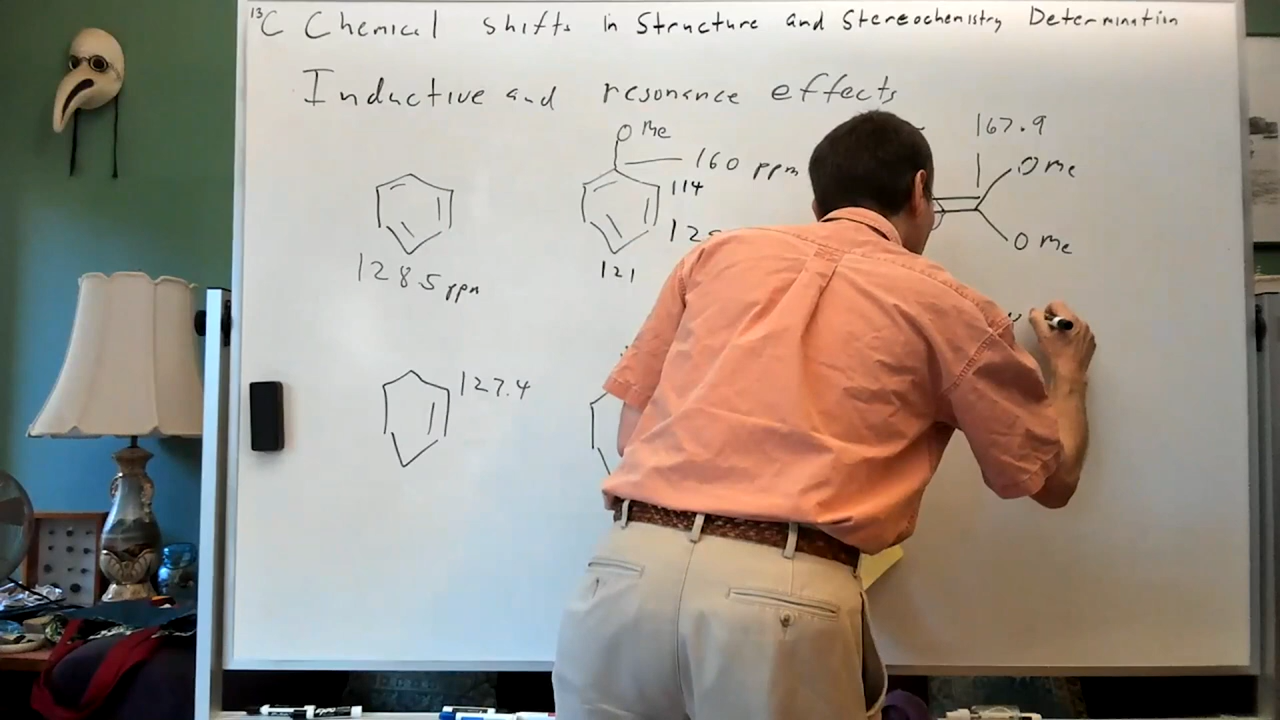 13C Chemical shifts in Structure and Stereochemistry Determination
Inductive and resonance effects
OMe
160 ppm
114
121
128.5 ppm
167.9
OMe
OMe
127.4